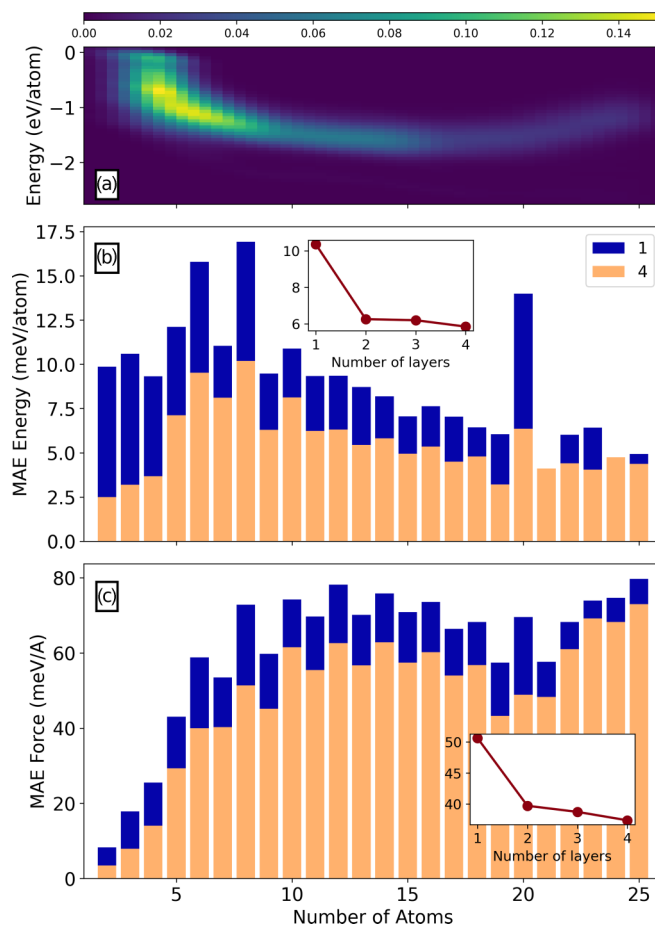 0.00 0.02 0.04 0.06 0.08 0.10 0.12 0.14
0
−1
−2
Energy (eV/atom)
(a)
17.5
15.0
12.5
10.0
7.5
5.0
2.5
0.0
MAE Energy (meV/atom)
(b)
10
8
6
1 2 3 4
Number of layers
1
4
80
60
40
20
0
MAE Force (meV/A)
(c)
50
45
40
1 2 3 4
Number of layers
5 10 15 20 25
Number of Atoms